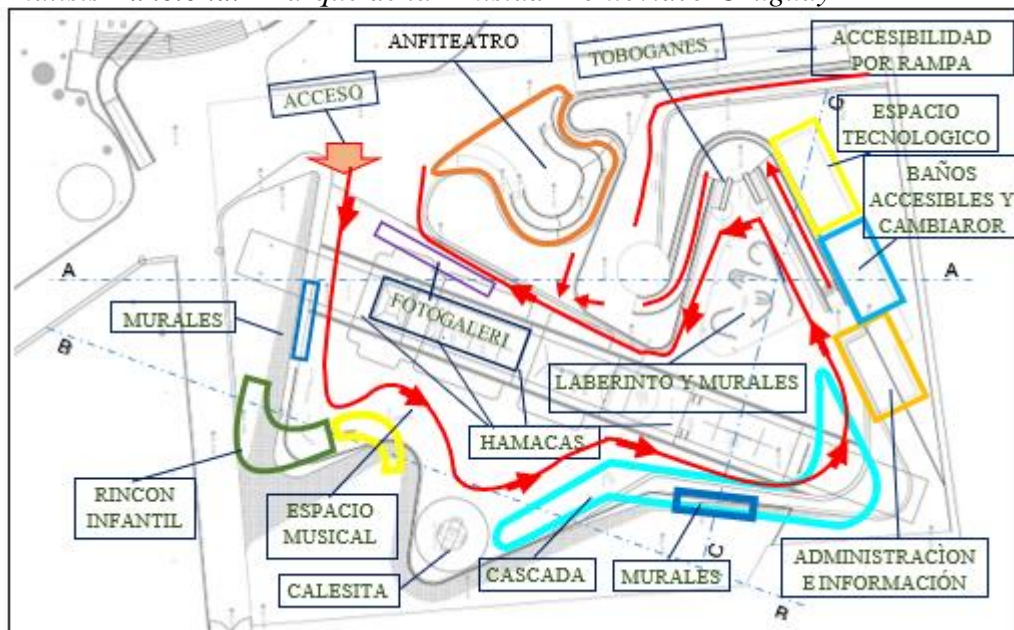 ANFITEATRO
TOBOGANES
ACCESIBILIDAD
POR RAMPA
ACCESO
ESPACIO
TECNOLOGICO
BAÑOS
ACCESIBLES Y
CAMBIAROR
C
A
A
MURALES
FOTOGALERI
B
LABERINTO Y MURALES
HAMACAS
RINCON
INFANTIL
ESPACIO
MUSICAL
CALESITA
CASCADA
MURALES
C
ADMINISTRACÌON
E INFORMACIÓN